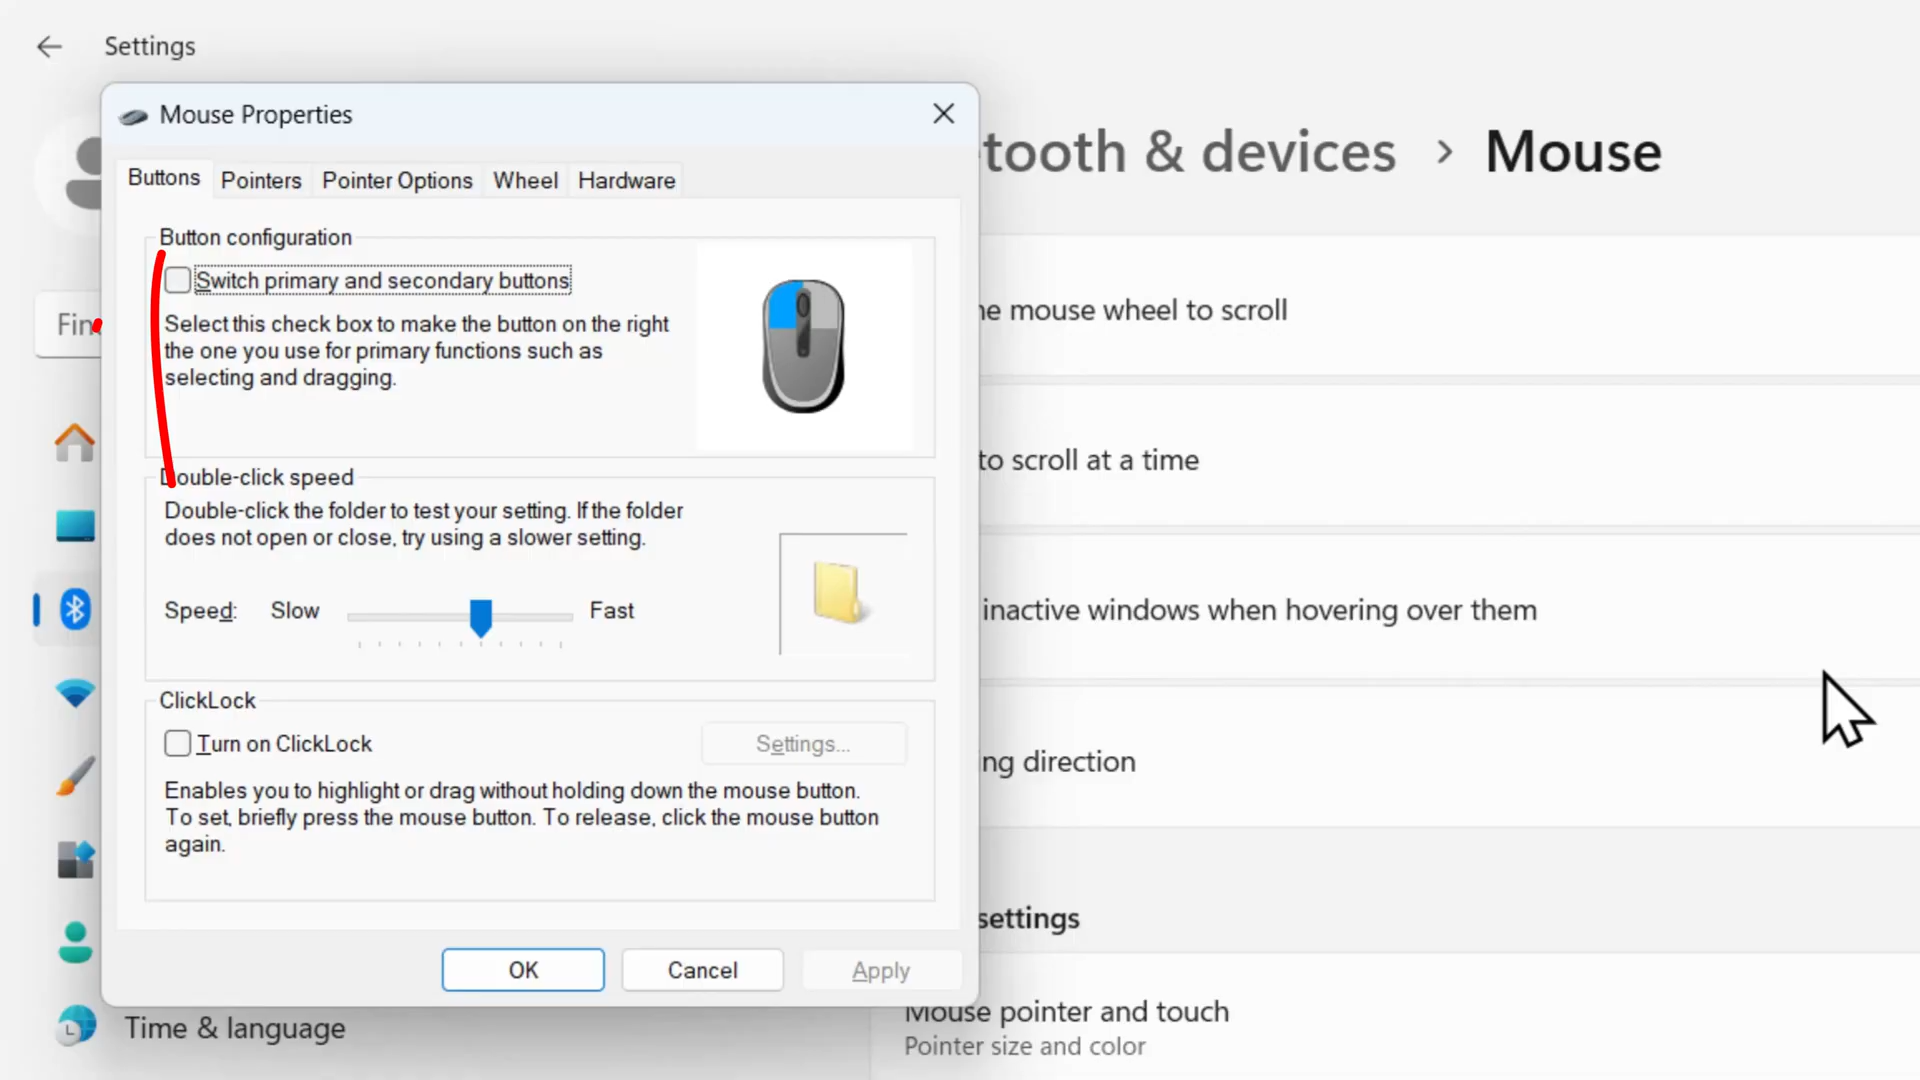 Settings
Mouse Properties
tooth & devices › Mouse
Buttons Pointers Pointer Options Wheel Hardware
Button configuration
Switch primary and secondary buttons
Select this check box to make the button on the right
the one you use for primary functions such as
selecting and dragging.
Fin
e mouse wheel to scroll
to scroll at a time
Double-click speed
Double-click the folder to test your setting. If the folder
does not open or close, try using a slower setting.
Speed: Slow Fast
inactive windows when hovering over them
ClickLock
Turn on ClickLock
Settings...
ing direction
Enables you to highlight or drag without holding down the mouse button.
To set, briefly press the mouse button. To release, click the mouse button
again.
settings
OK Cancel Apply
Time & language
Mouse pointer and touch
Pointer size and color